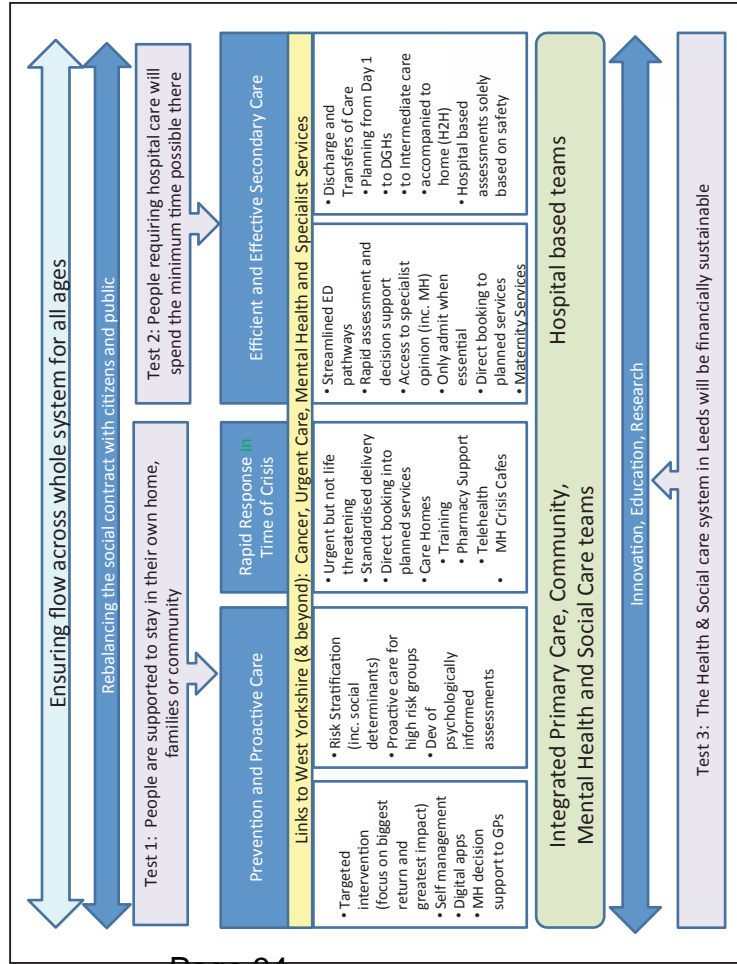 Ensuring flow across whole system for all ages
Rebalancing the social contract with citizens and public
Test 1: People are supported to stay in their own home,
families or community
Test 2: People requiring hospital care will
spend the minimum time possible there
Prevention and Proactive Care
Rapid Response in
Time of Crisis
Efficient and Effective Secondary Care
Links to West Yorkshire (& beyond): Cancer, Urgent Care, Mental Health and Specialist Services
• Targeted
intervention
(focus on biggest
return and
greatest impact)
• Self management
• Digital apps
• MH decision
support to GPs
• Risk Stratification
(inc. social
determinants)
• Proactive care for
high risk groups
• Dev of
psychologically
informed
assessments
• Urgent but not life
threatening
• Standardised delivery
• Direct booking into
planned services
• Care Homes
• Training
• Pharmacy Support
• Telehealth
• MH Crisis Cafes
• Streamlined ED
pathways
• Rapid assessment and
decision support
• Access to specialist
opinion (inc. MH)
• Only admit when
essential
• Direct booking to
planned services
• Maternity Services
• Discharge and
Transfers of Care
• Planning from Day 1
• to DGHs
• to Intermediate care
• accompanied to
home (H2H)
• Hospital based
assessments solely
based on safety
Integrated Primary Care, Community,
Mental Health and Social Care teams
Hospital based teams
Innovation, Education, Research
Test 3: The Health & Social care system in Leeds will be financially sustainable